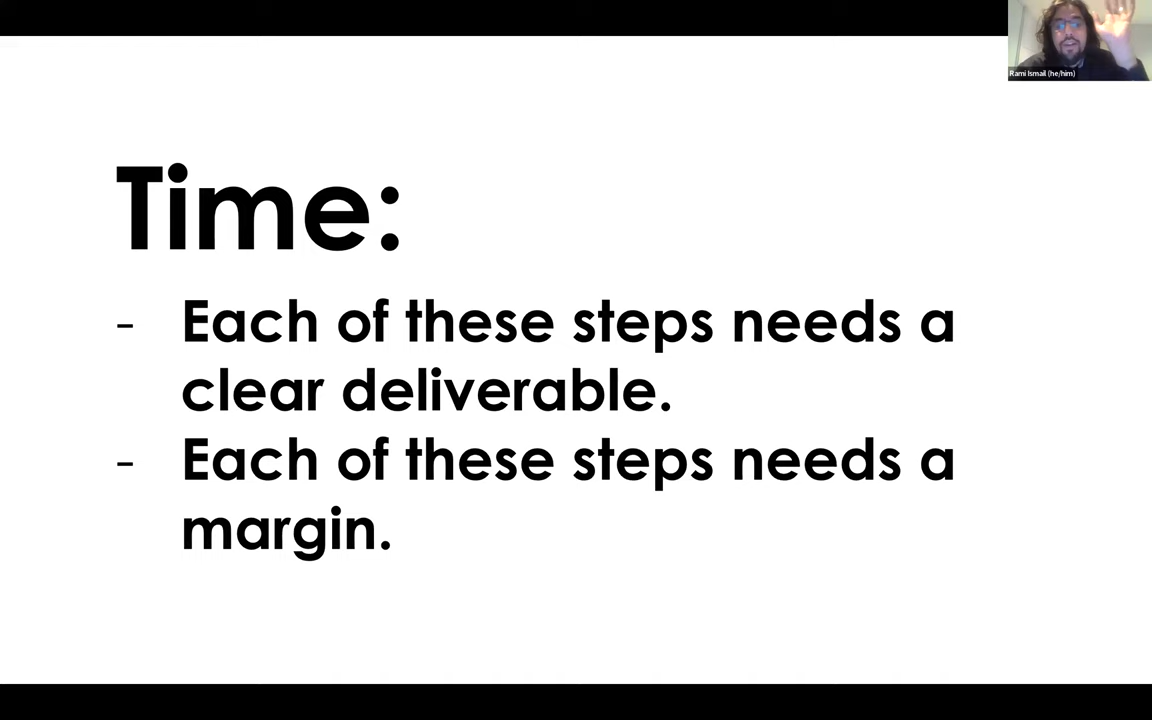 Rami Ismail (he/him)
Time:
- Each of these steps needs a
clear deliverable.
- Each of these steps needs a
margin.